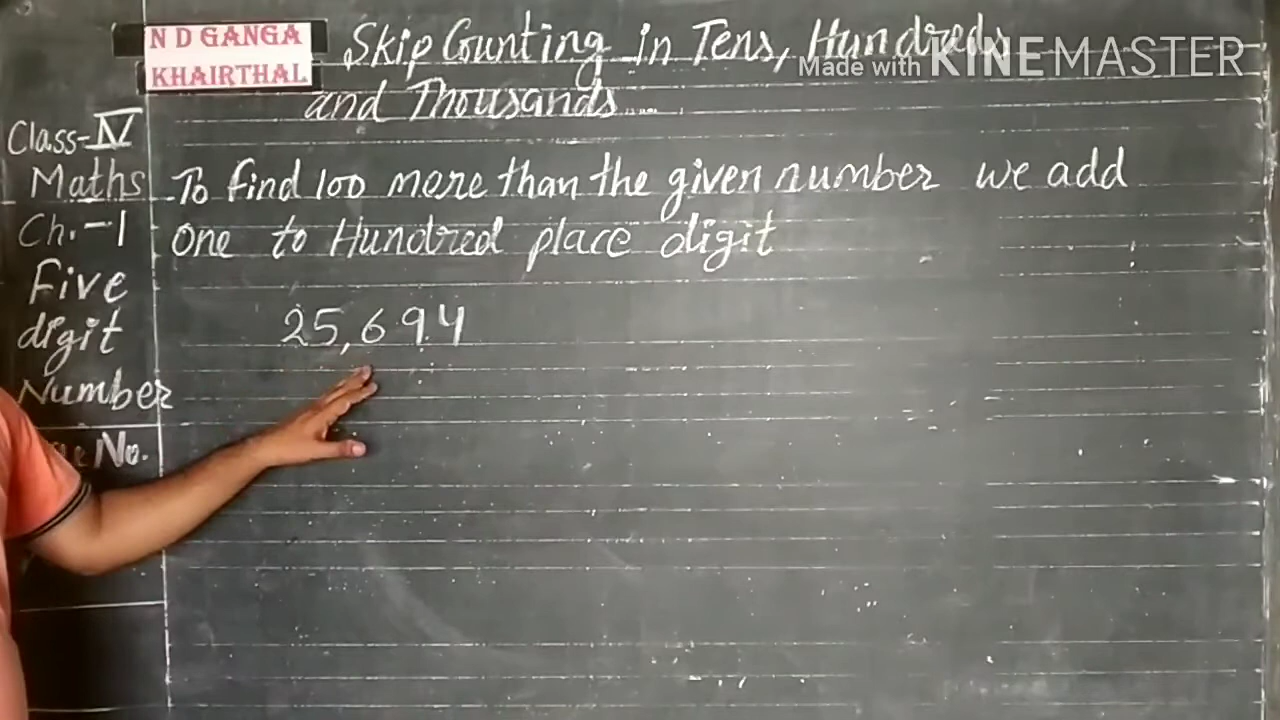 N D GANGA
KHAIRTHAL
Skip Counting in Tens, Hundreds
and Thousands....
Made with KINEMASTER
Class-IV
Maths
Ch.-1
Five
digit
Number
No.
To find 100 more than the given number we add
one to Hundred place digit
25,694